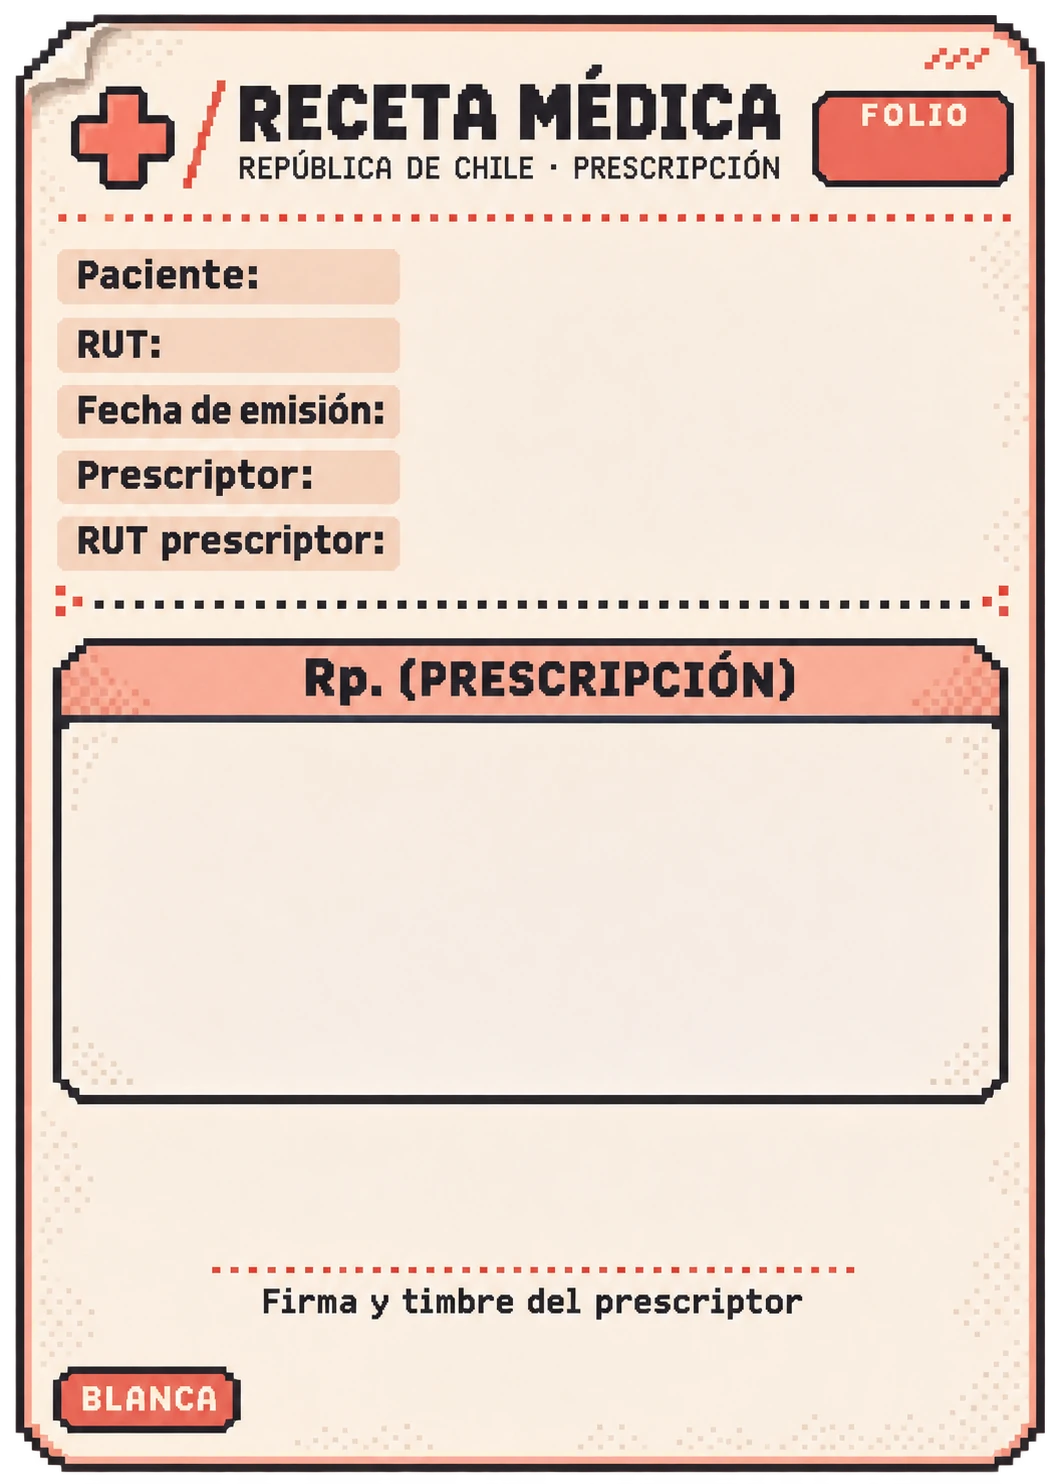 RECETA MÉDICA
REPÚBLICA DE CHILE · PRESCRIPCIÓN
FOLIO
Paciente:
RUT:
Fecha de emisión:
Prescriptor:
RUT prescriptor:
Rp. (PRESCRIPCIÓN)
Firma y timbre del prescriptor
BLANCA